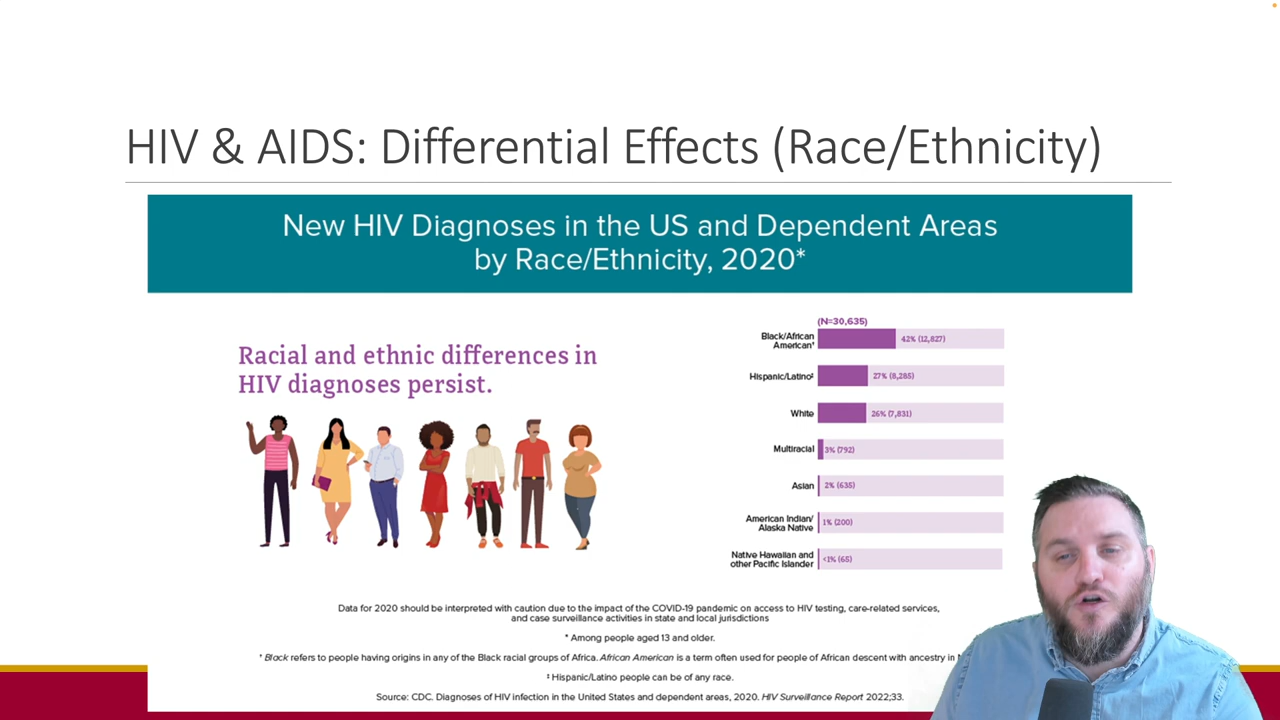 HIV & AIDS: Differential Effects (Race/Ethnicity)
New HIV Diagnoses in the US and Dependent Areas
by Race/Ethnicity, 2020*
Racial and ethnic differences in
HIV diagnoses persist.
(N=30,635)
Black/African
American†
42% (12,827)
Hispanic/Latino‡
27% (8,285)
White
26% (7,831)
Multiracial
3% (792)
Asian
2% (635)
American Indian/
Alaska Native
1% (200)
Native Hawaiian and
other Pacific Islander
<1% (65)
Data for 2020 should be interpreted with caution due to the impact of the COVID-19 pandemic on access to HIV testing, care-related services,
and case surveillance activities in state and local jurisdictions
* Among people aged 13 and older.
† Black refers to people having origins in any of the Black racial groups of Africa. African American is a term often used for people of African descent with ancestry in
‡ Hispanic/Latino people can be of any race.
Source: CDC. Diagnoses of HIV infection in the United States and dependent areas, 2020. HIV Surveillance Report 2022;33.